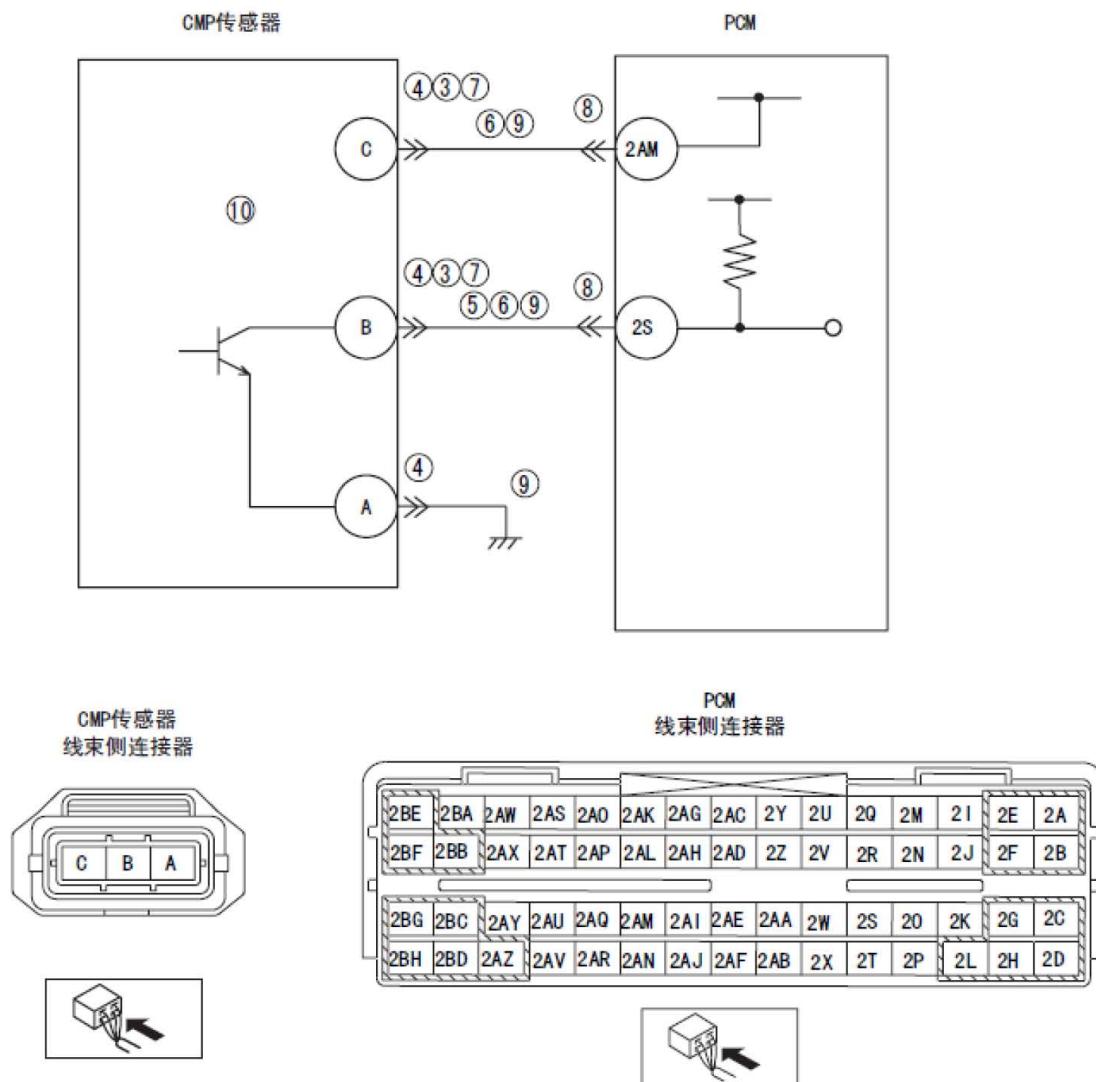 CMP传感器
PCM
④③⑦
⑥⑨
⑧
C
2AM
⑩
④③⑦
⑤⑥⑨
⑧
B
2S
④
⑨
A
CMP传感器
线束侧连接器
C B A
PCM
线束侧连接器
2BE 2BA 2AW 2AS 2AO 2AK 2AG 2AC 2Y 2U 2Q 2M 2I 2E 2A
2BF 2BB 2AX 2AT 2AP 2AL 2AH 2AD 2Z 2V 2R 2N 2J 2F 2B
2BG 2BC 2AY 2AU 2AQ 2AM 2AI 2AE 2AA 2W 2S 2O 2K 2G 2C
2BH 2BD 2AZ 2AV 2AR 2AN 2AJ 2AF 2AB 2X 2T 2P 2L 2H 2D